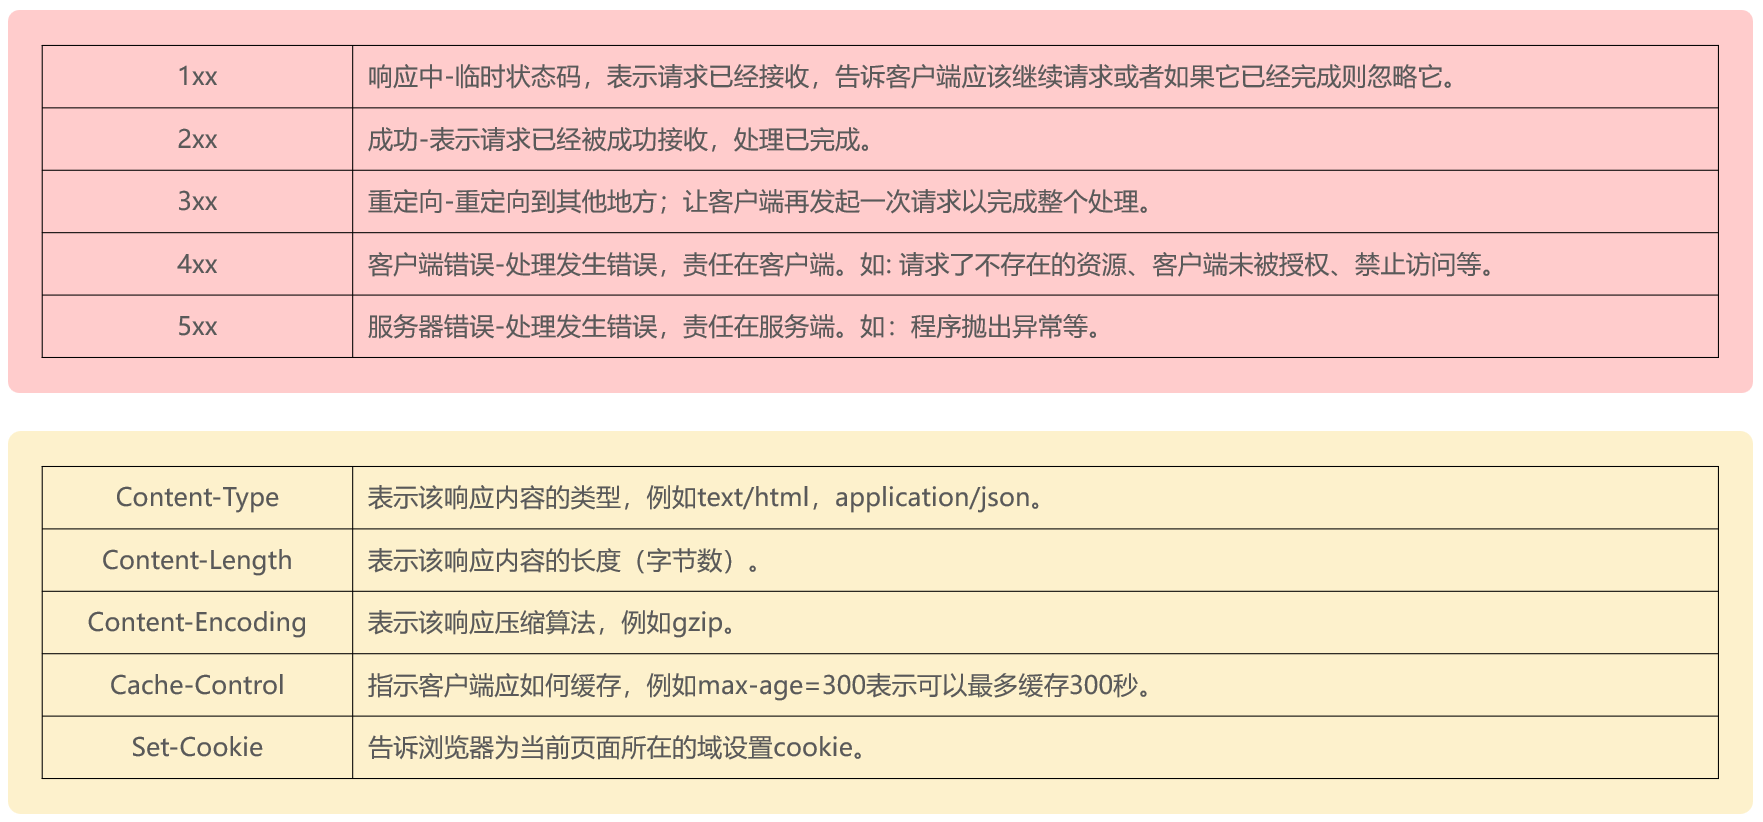 1xx 响应中-临时状态码，表示请求已经接收，告诉客户端应该继续请求或者如果它已经完成则忽略它。
2xx 成功-表示请求已经被成功接收，处理已完成。
3xx 重定向-重定向到其他地方；让客户端再发起一次请求以完成整个处理。
4xx 客户端错误-处理发生错误，责任在客户端。如: 请求了不存在的资源、客户端未被授权、禁止访问等。
5xx 服务器错误-处理发生错误，责任在服务端。如：程序抛出异常等。
Content-Type 表示该响应内容的类型，例如text/html，application/json。
Content-Length 表示该响应内容的长度（字节数）。
Content-Encoding 表示该响应压缩算法，例如gzip。
Cache-Control 指示客户端应如何缓存，例如max-age=300表示可以最多缓存300秒。
Set-Cookie 告诉浏览器为当前页面所在的域设置cookie。